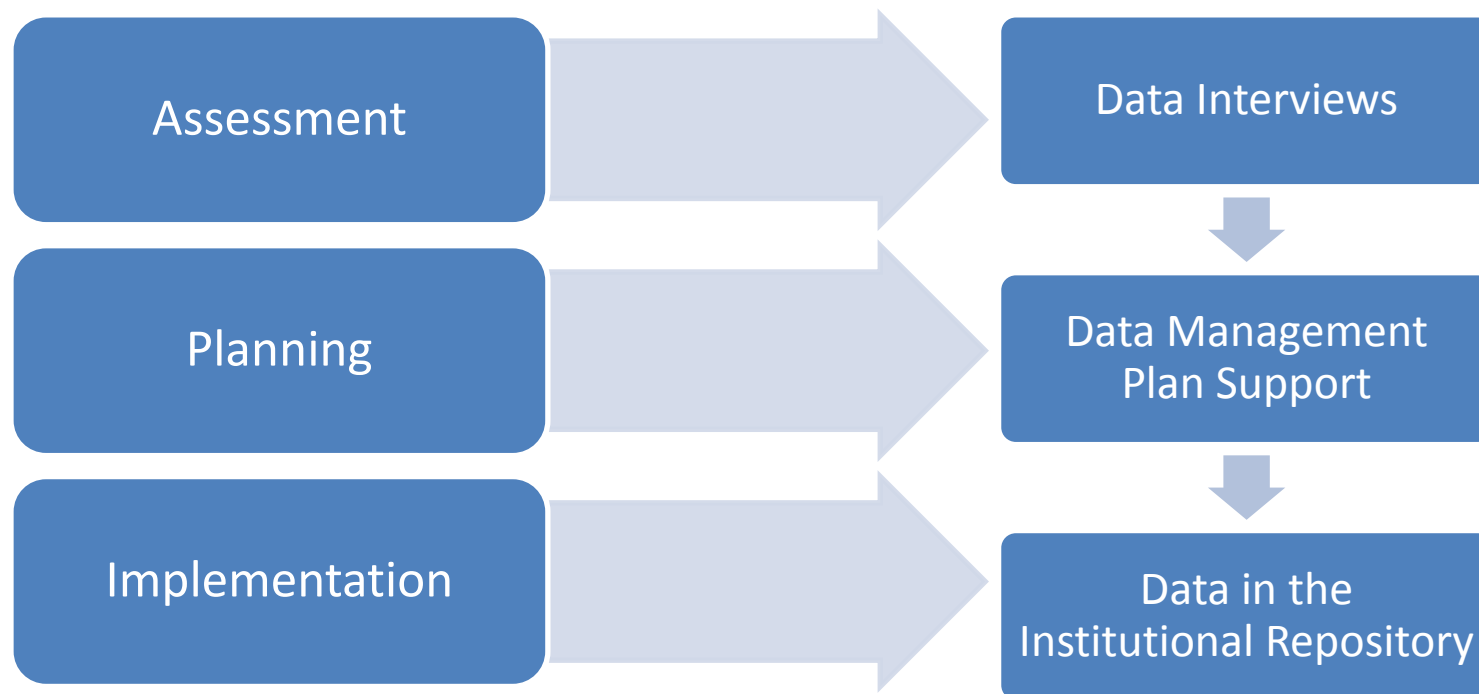 Assessment
Data Interviews
Planning
Data Management
Plan Support
Implementation
Data in the
Institutional Repository